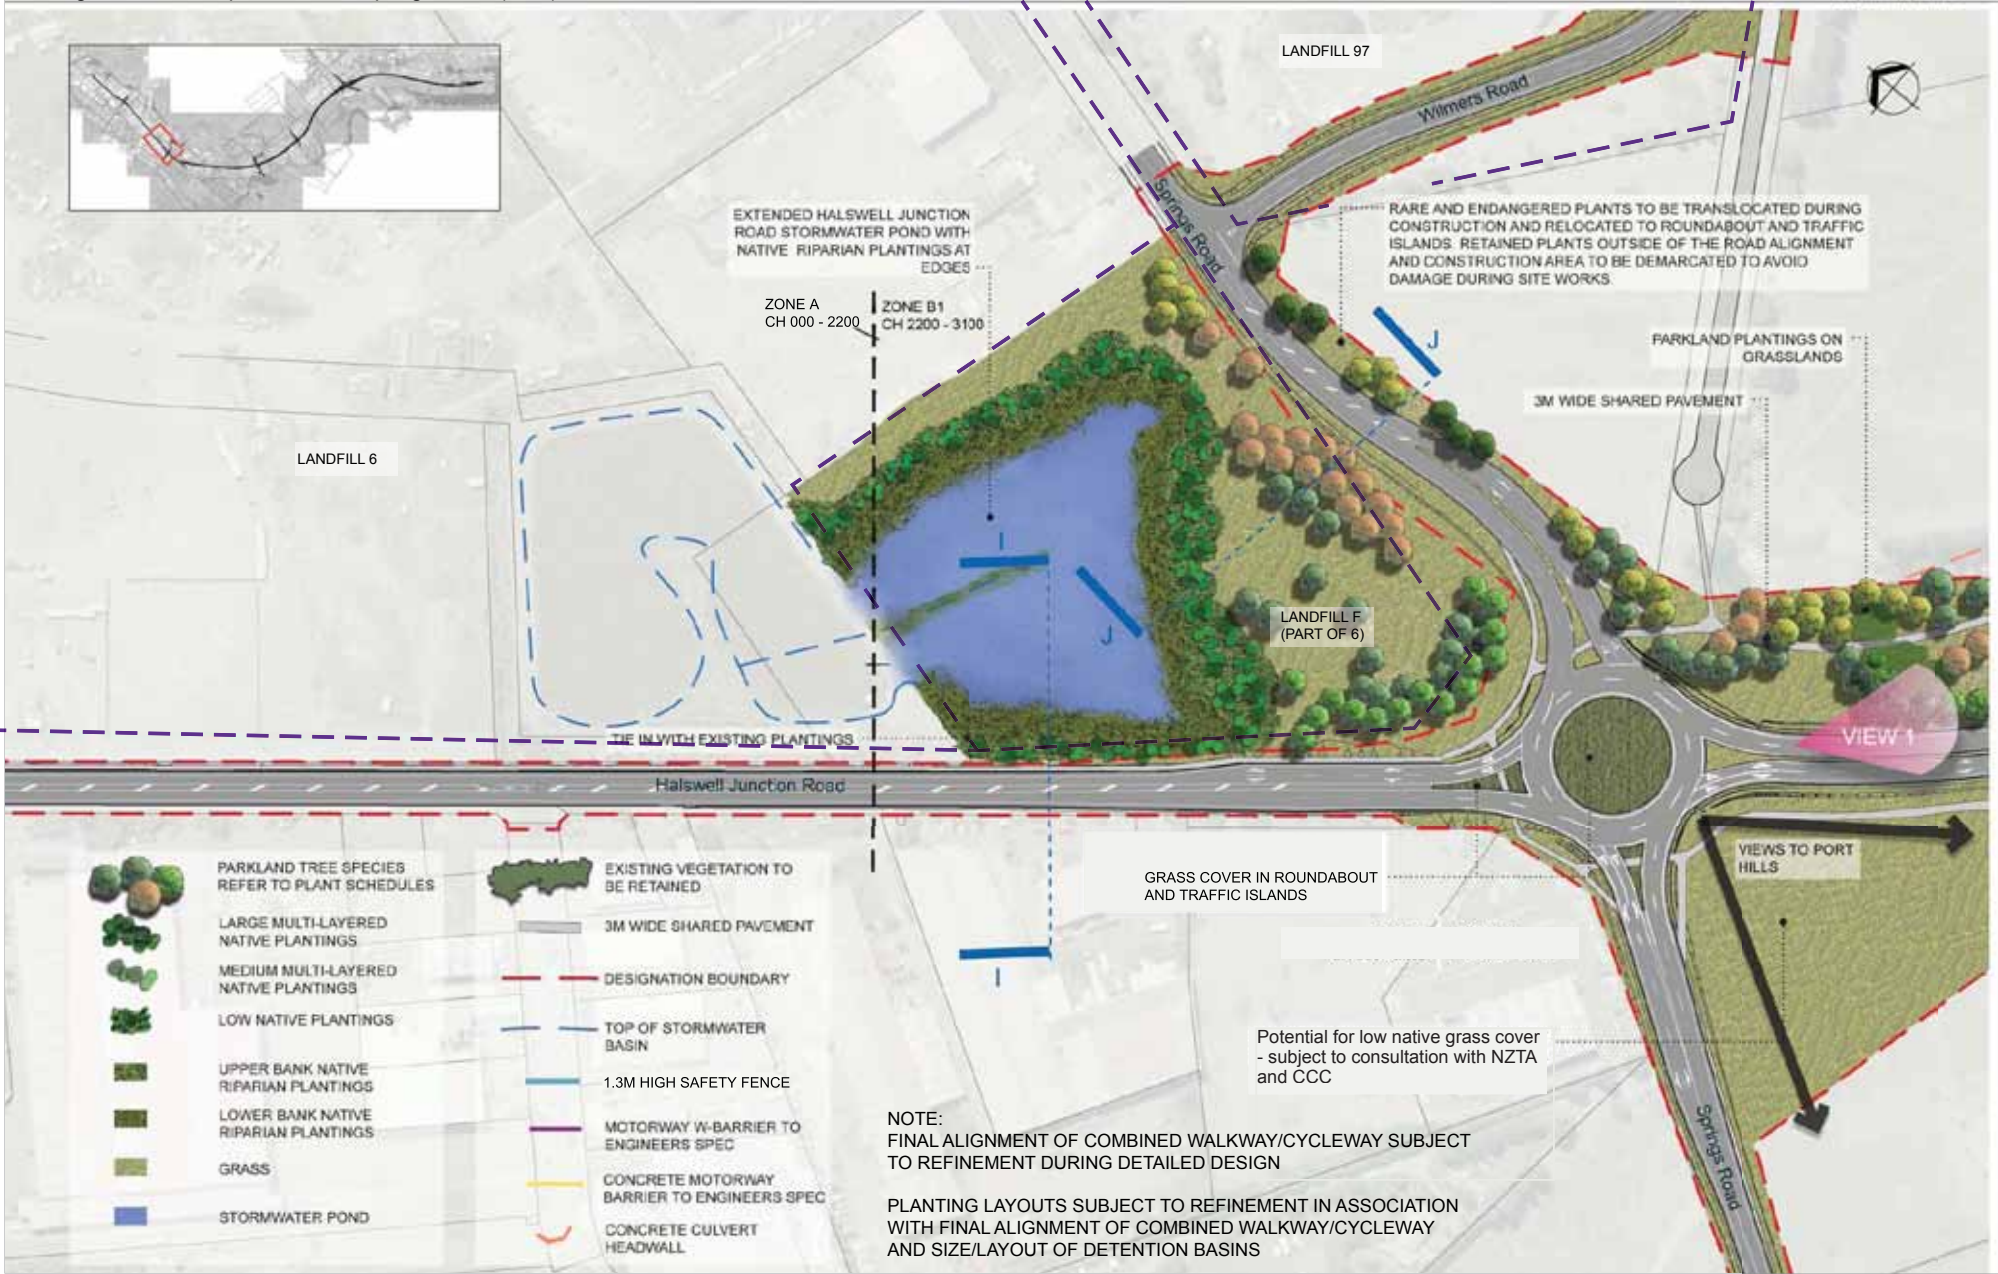 LANDFILL 97
Wilmers Road
Springs Road
EXTENDED HALSWELL JUNCTION
ROAD STORMWATER POND WITH
NATIVE RIPARIAN PLANTINGS AT
EDGES
RARE AND ENDANGERED PLANTS TO BE TRANSLOCATED DURING
CONSTRUCTION AND RELOCATED TO ROUNDABOUT AND TRAFFIC
ISLANDS. RETAINED PLANTS OUTSIDE OF THE ROAD ALIGNMENT
AND CONSTRUCTION AREA TO BE DEMARCATED TO AVOID
DAMAGE DURING SITE WORKS.
ZONE A
CH 000 - 2200
ZONE B1
CH 2200 - 3100
J
PARKLAND PLANTINGS ON
GRASSLANDS
3M WIDE SHARED PAVEMENT
LANDFILL 6
I
J
LANDFILL F
(PART OF 6)
TIE IN WITH EXISTING PLANTINGS
VIEW 1
Halswell Junction Road
VIEWS TO PORT
HILLS
GRASS COVER IN ROUNDABOUT
AND TRAFFIC ISLANDS
I
Potential for low native grass cover
- subject to consultation with NZTA
and CCC
Springs Road
PARKLAND TREE SPECIES
REFER TO PLANT SCHEDULES
LARGE MULTI-LAYERED
NATIVE PLANTINGS
MEDIUM MULTI-LAYERED
NATIVE PLANTINGS
LOW NATIVE PLANTINGS
UPPER BANK NATIVE
RIPARIAN PLANTINGS
LOWER BANK NATIVE
RIPARIAN PLANTINGS
GRASS
STORMWATER POND
EXISTING VEGETATION TO
BE RETAINED
3M WIDE SHARED PAVEMENT
DESIGNATION BOUNDARY
TOP OF STORMWATER
BASIN
1.3M HIGH SAFETY FENCE
MOTORWAY W-BARRIER TO
ENGINEERS SPEC
CONCRETE MOTORWAY
BARRIER TO ENGINEERS SPEC
CONCRETE CULVERT
HEADWALL
NOTE:
FINAL ALIGNMENT OF COMBINED WALKWAY/CYCLEWAY SUBJECT
TO REFINEMENT DURING DETAILED DESIGN
PLANTING LAYOUTS SUBJECT TO REFINEMENT IN ASSOCIATION
WITH FINAL ALIGNMENT OF COMBINED WALKWAY/CYCLEWAY
AND SIZE/LAYOUT OF DETENTION BASINS